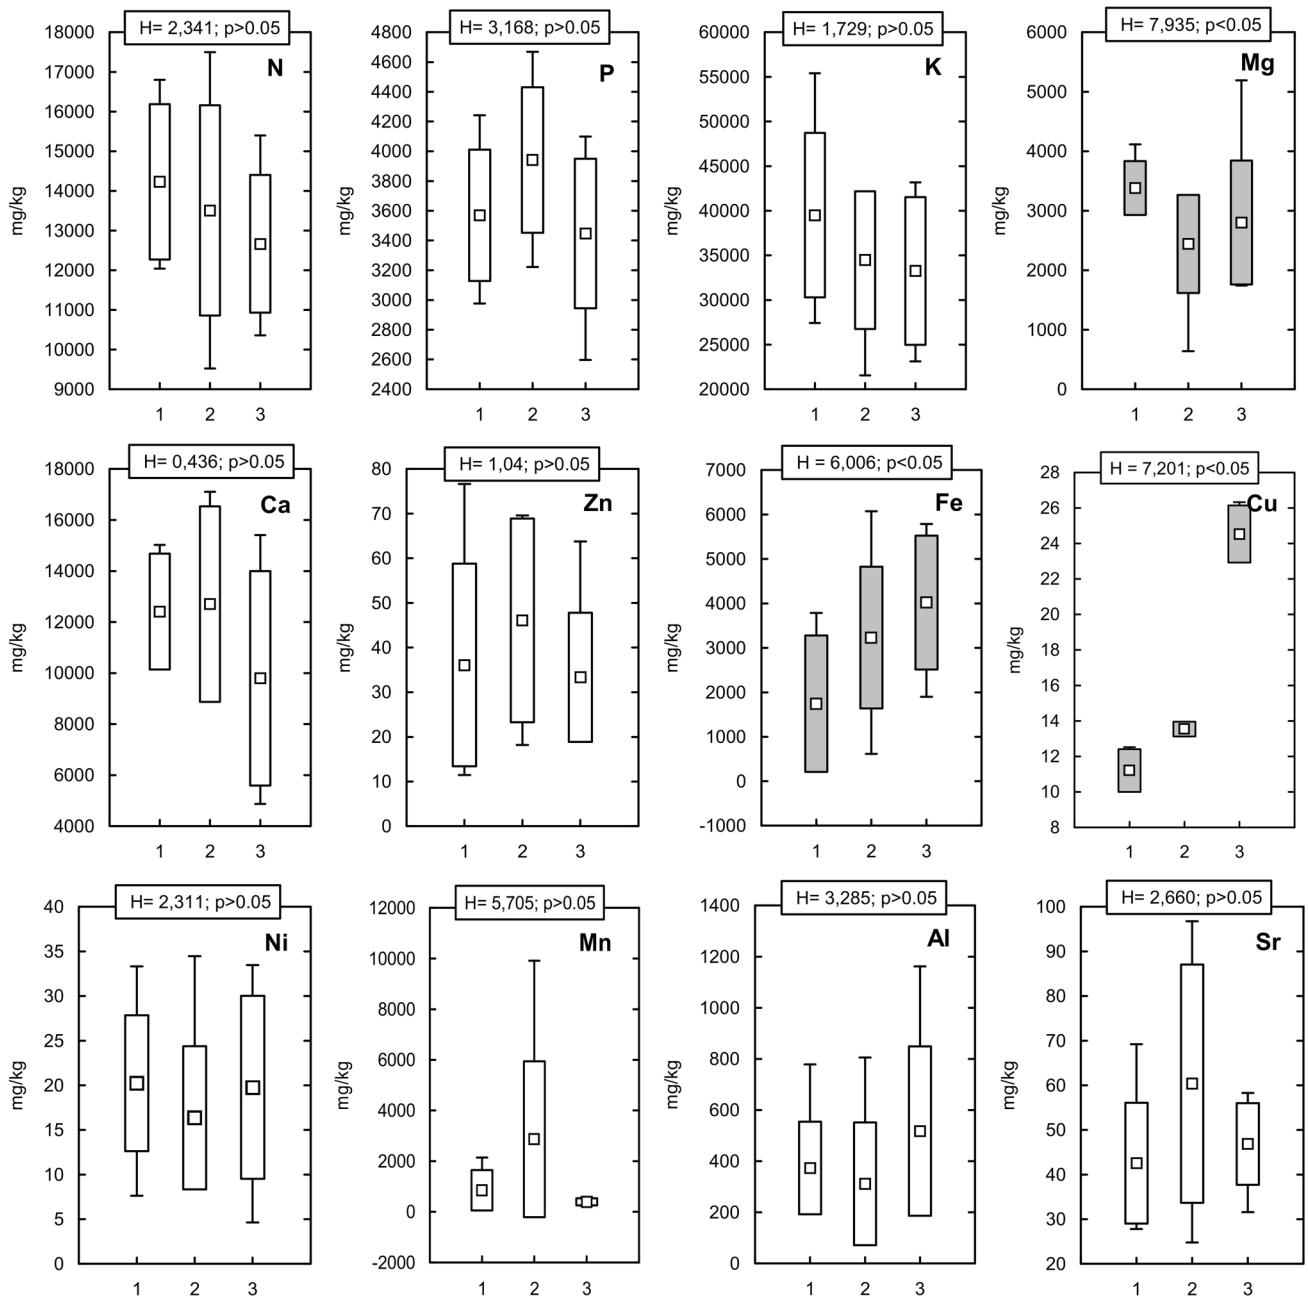 H= 2,341; p>0.05
N
18000
17000
16000
15000
14000
13000
12000
11000
10000
9000
mg/kg
1 2 3
H= 3,168; p>0.05
P
4800
4600
4400
4200
4000
3800
3600
3400
3200
3000
2800
2600
2400
mg/kg
1 2 3
H= 1,729; p>0.05
K
60000
55000
50000
45000
40000
35000
30000
25000
20000
mg/kg
1 2 3
H= 7,935; p<0.05
Mg
6000
5000
4000
3000
2000
1000
0
mg/kg
1 2 3
H= 0,436; p>0.05
Ca
18000
16000
14000
12000
10000
8000
6000
4000
mg/kg
1 2 3
H= 1,04; p>0.05
Zn
80
70
60
50
40
30
20
10
0
mg/kg
1 2 3
H = 6,006; p<0.05
Fe
7000
6000
5000
4000
3000
2000
1000
0
-1000
mg/kg
1 2 3
H = 7,201; p<0.05
Cu
28
26
24
22
20
18
16
14
12
10
8
mg/kg
1 2 3
H= 2,311; p>0.05
Ni
40
35
30
25
20
15
10
5
0
mg/kg
1 2 3
H= 5,705; p>0.05
Mn
12000
10000
8000
6000
4000
2000
0
-2000
mg/kg
1 2 3
H= 3,285; p>0.05
Al
1400
1200
1000
800
600
400
200
0
mg/kg
1 2 3
H= 2,660; p>0.05
Sr
100
90
80
70
60
50
40
30
20
mg/kg
1 2 3